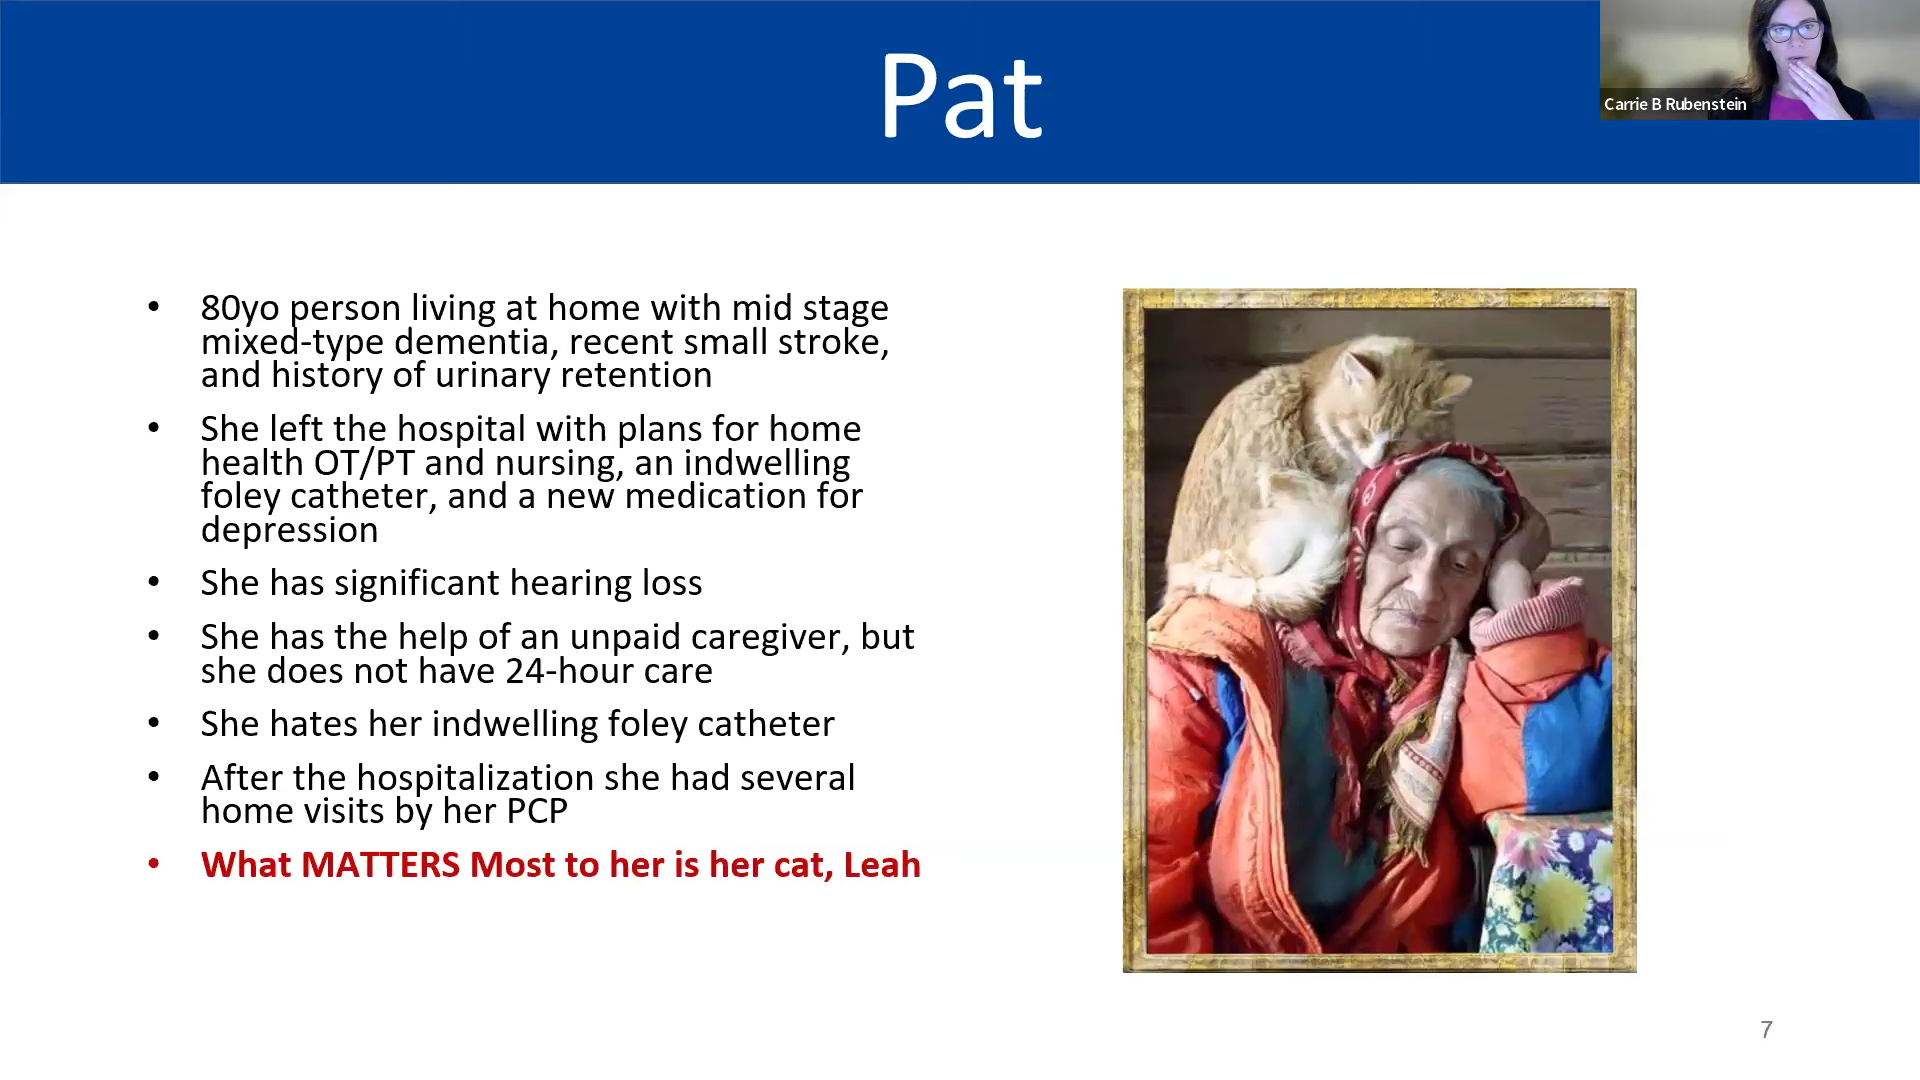 Pat
Carrie B Rubenstein
• 80yo person living at home with mid stage
mixed-type dementia, recent small stroke,
and history of urinary retention
• She left the hospital with plans for home
health OT/PT and nursing, an indwelling
foley catheter, and a new medication for
depression
• She has significant hearing loss
• She has the help of an unpaid caregiver, but
she does not have 24-hour care
• She hates her indwelling foley catheter
• After the hospitalization she had several
home visits by her PCP
• What MATTERS Most to her is her cat, Leah
7